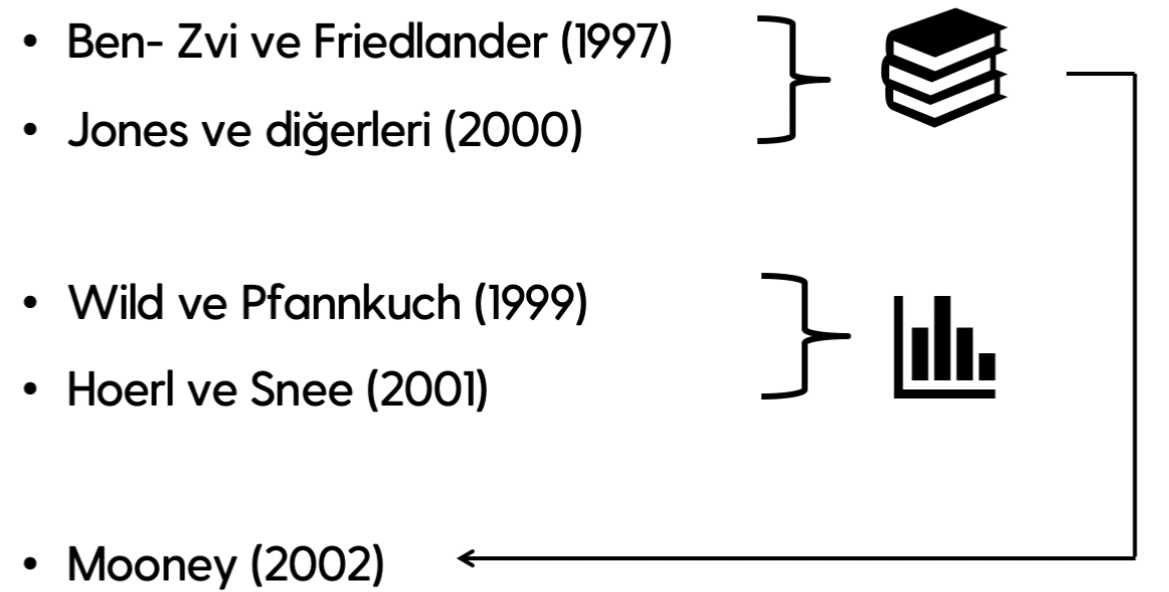 • Ben- Zvi ve Friedlander (1997)
• Jones ve diğerleri (2000)
• Wild ve Pfannkuch (1999)
• Hoerl ve Snee (2001)
• Mooney (2002)